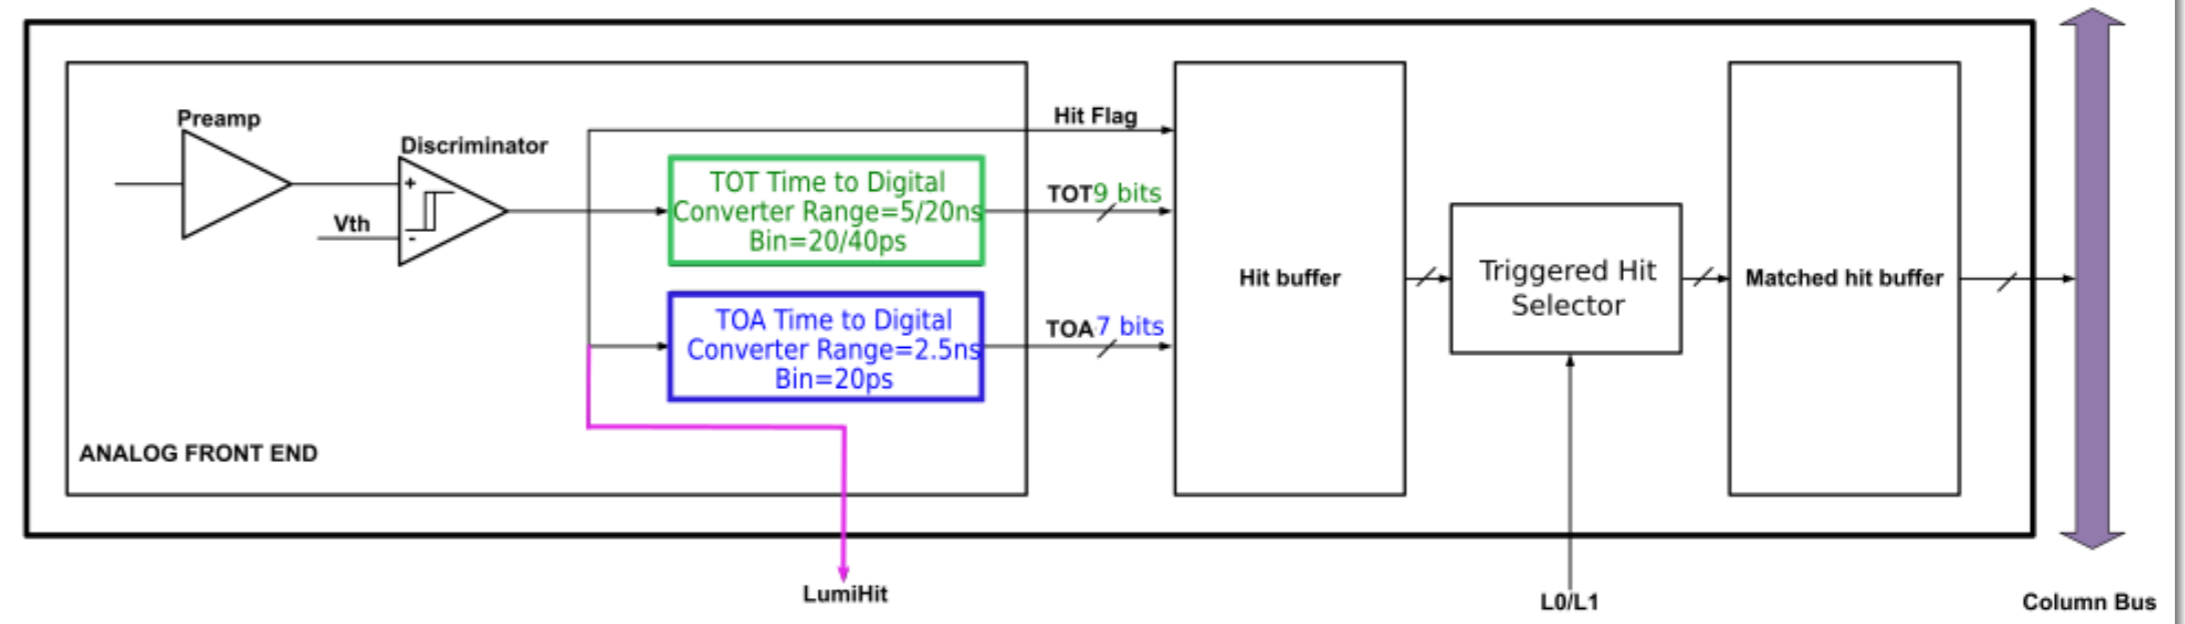 Preamp
Discriminator
+
Vth
-
Hit Flag
TOT Time to Digital
Converter Range=5/20ns
Bin=20/40ps
TOT9 bits
TOA Time to Digital
Converter Range=2.5ns
Bin=20ps
TOA7 bits
ANALOG FRONT END
LumiHit
Hit buffer
Triggered Hit
Selector
Matched hit buffer
L0/L1
Column Bus